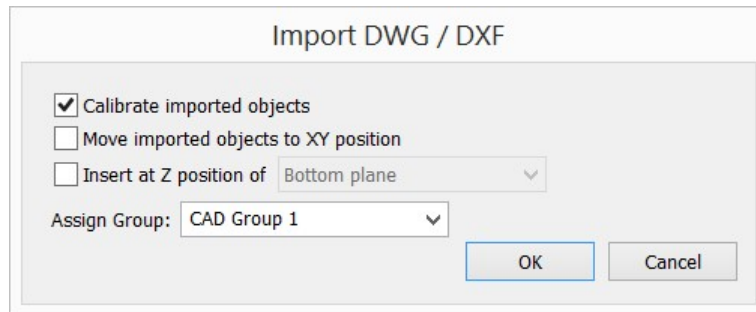 Import DWG / DXF
Calibrate imported objects
Move imported objects to XY position
Insert at Z position of Bottom plane
Assign Group: CAD Group 1
OK Cancel